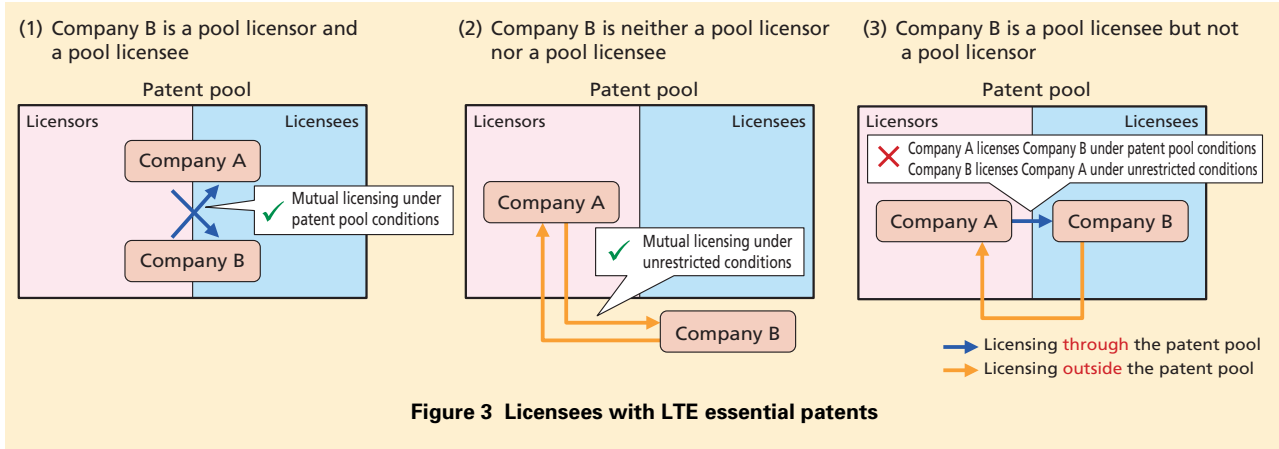 (1) Company B is a pool licensor and
a pool licensee
Patent pool
Licensors
Licensees
Company A
Mutual licensing under
patent pool conditions
Company B
(2) Company B is neither a pool licensor
nor a pool licensee
Patent pool
Licensors
Licensees
Company A
Mutual licensing under
unrestricted conditions
Company B
(3) Company B is a pool licensee but not
a pool licensor
Patent pool
Licensors
Licensees
Company A licenses Company B under patent pool conditions
Company B licenses Company A under unrestricted conditions
Company A
Company B
Licensing through the patent pool
Licensing outside the patent pool
Figure 3 Licensees with LTE essential patents